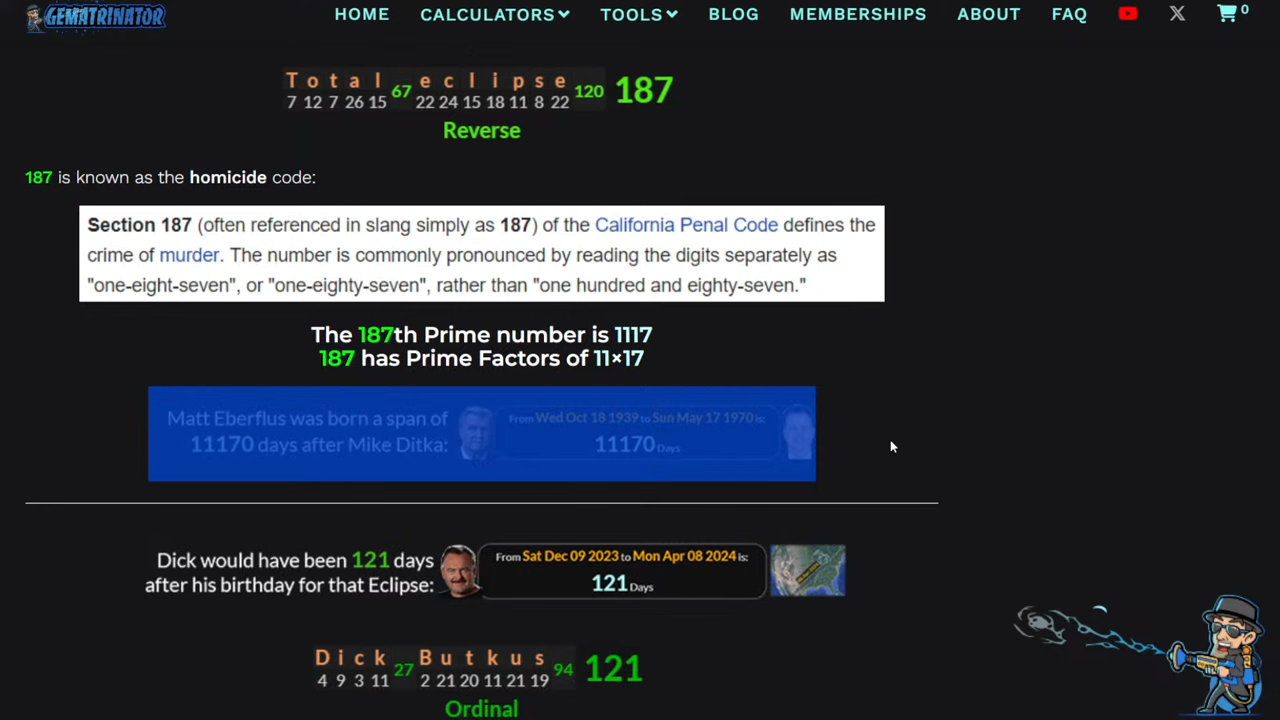 GEMATRINATOR
HOME CALCULATORS TOOLS BLOG MEMBERSHIPS ABOUT FAQ 0
T o t a l e c l i p s e
7 12 7 26 15 67 22 24 15 18 11 8 22 120 187
Reverse
187 is known as the homicide code:
Section 187 (often referenced in slang simply as 187) of the California Penal Code defines the
crime of murder. The number is commonly pronounced by reading the digits separately as
"one-eight-seven", or "one-eighty-seven", rather than "one hundred and eighty-seven."
The 187th Prime number is 1117
187 has Prime Factors of 11×17
Matt Eberflus was born a span of
11170 days after Mike Ditka:
From Wed Oct 18 1939 to Sun May 17 1970 is:
11170 Days
Dick would have been 121 days
after his birthday for that Eclipse:
From Sat Dec 09 2023 to Mon Apr 08 2024 is:
121 Days
D i c k B u t k u s
4 9 3 11 27 2 21 20 11 21 19 94 121
Ordinal